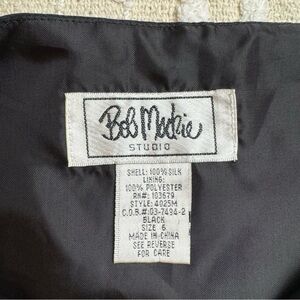 Bob Mackie
STUDIO
SHELL: 100% SILK
LINING:
100% POLYESTER
RN#: 103679
STYLE: 4025M
C.D.B.#:03-7494-2
BLACK
SIZE 6
MADE IN CHINA
SEE REVERSE
FOR CARE